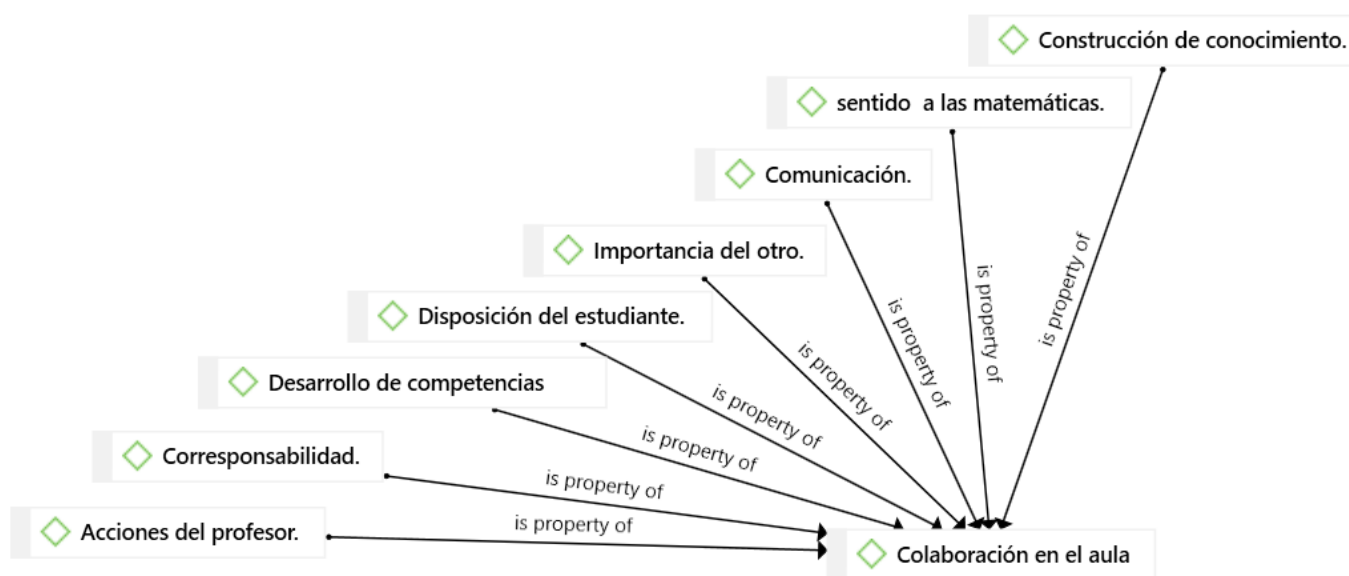 Construcción de conocimiento.
sentido a las matemáticas.
Comunicación.
Importancia del otro.
Disposición del estudiante.
Desarrollo de competencias
Corresponsabilidad.
Acciones del profesor.
is property of
is property of
is property of
is property of
is property of
is property of
is property of
is property of
Colaboración en el aula